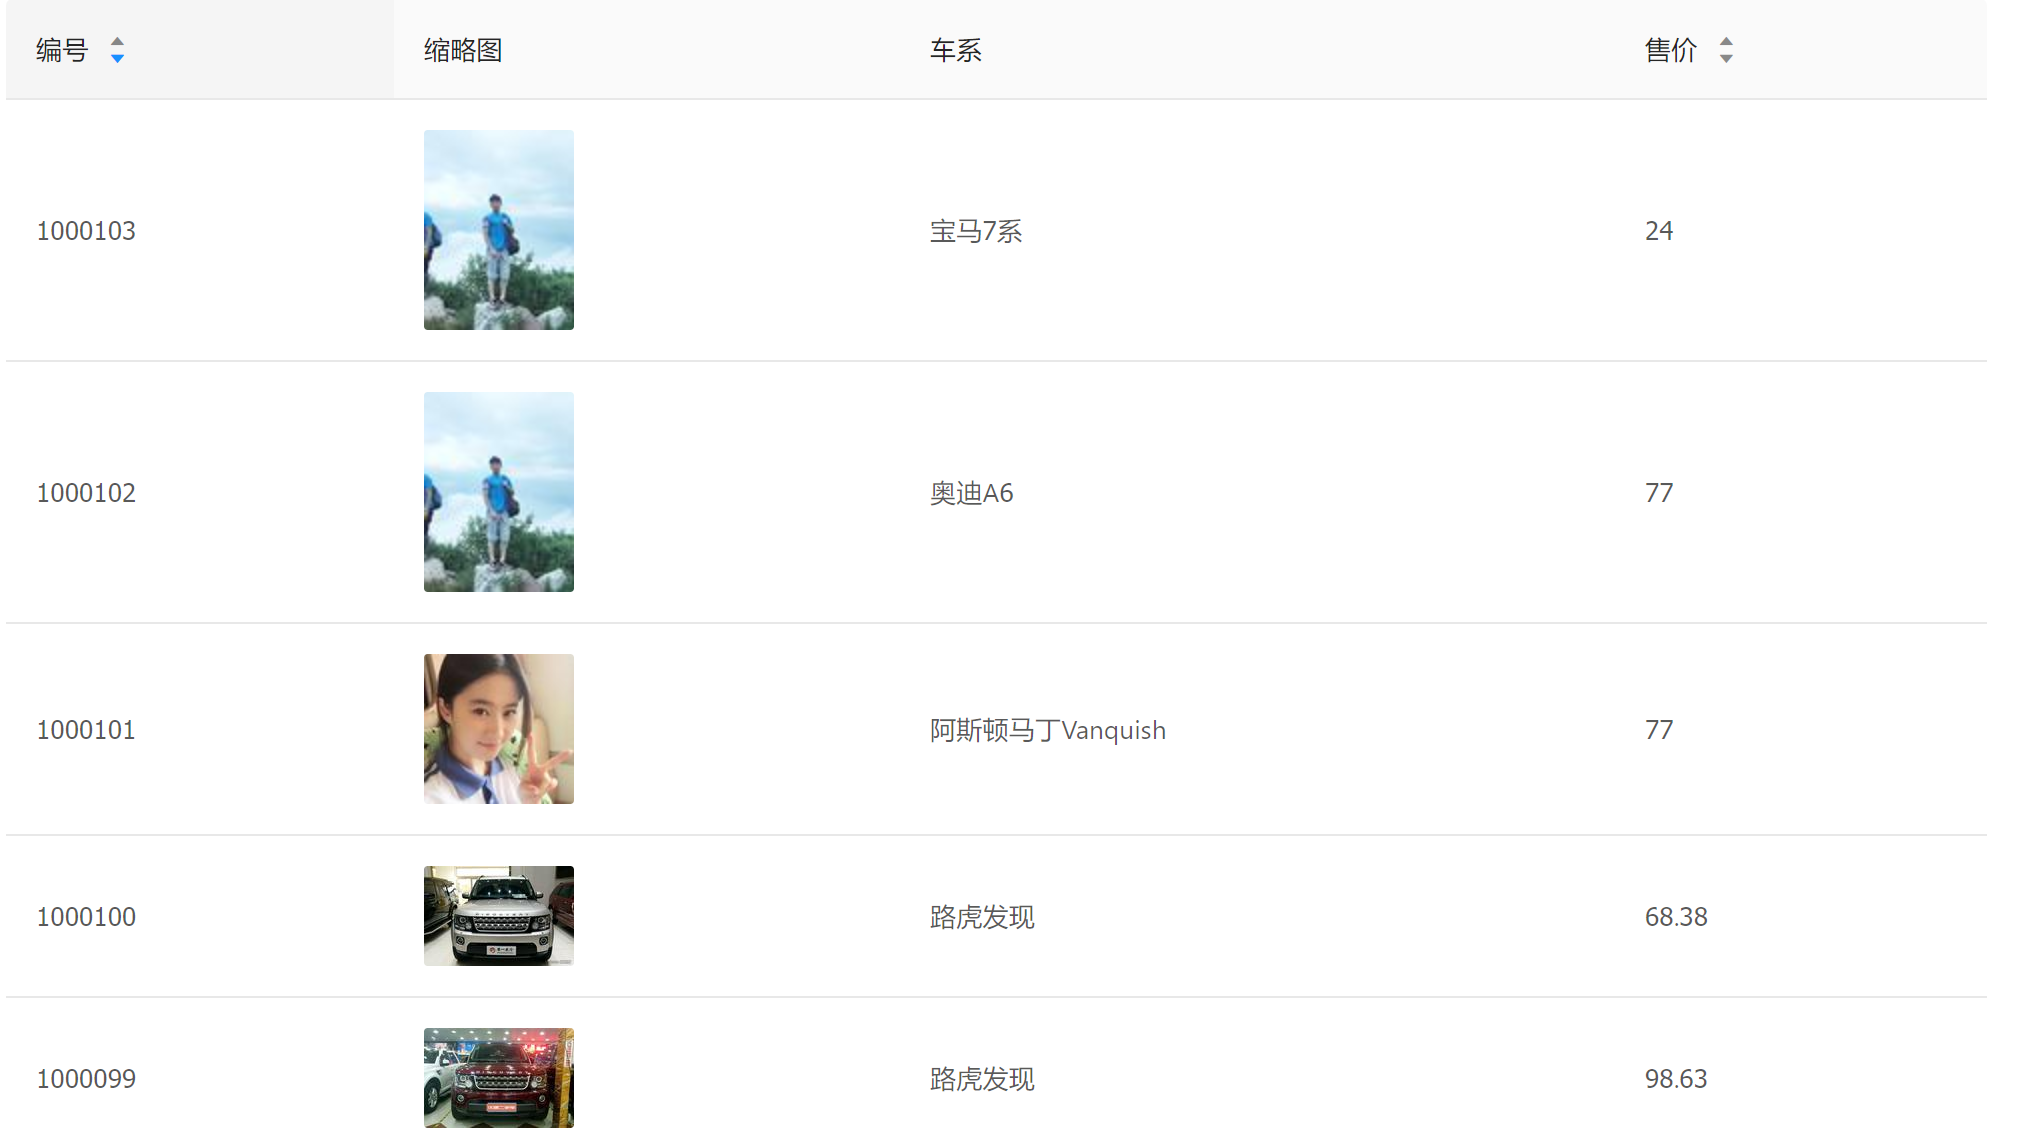 编号 缩略图 车系 售价
1000103 宝马7系 24
1000102 奥迪A6 77
1000101 阿斯顿马丁Vanquish 77
1000100 路虎发现 68.38
1000099 路虎发现 98.63